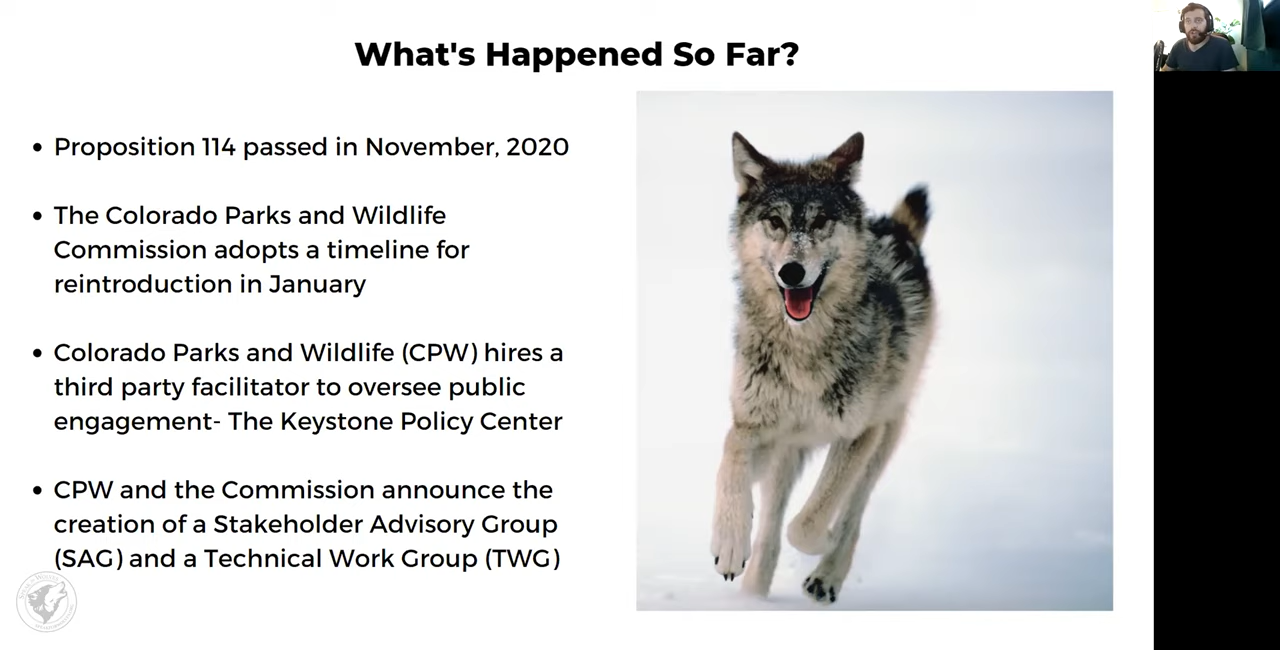 What's Happened So Far?
• Proposition 114 passed in November, 2020
• The Colorado Parks and Wildlife
Commission adopts a timeline for
reintroduction in January
• Colorado Parks and Wildlife (CPW) hires a
third party facilitator to oversee public
engagement- The Keystone Policy Center
• CPW and the Commission announce the
creation of a Stakeholder Advisory Group
(SAG) and a Technical Work Group (TWG)